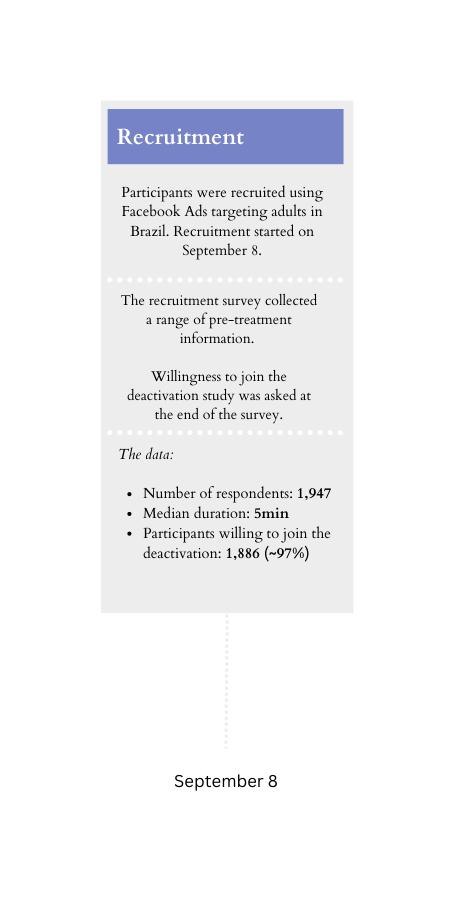 Recruitment
Participants were recruited using
Facebook Ads targeting adults in
Brazil. Recruitment started on
September 8.
The recruitment survey collected
a range of pre-treatment
information.
Willingness to join the
deactivation study was asked at
the end of the survey.
The data:
• Number of respondents: 1,947
• Median duration: 5min
• Participants willing to join the
deactivation: 1,886 (~97%)
September 8